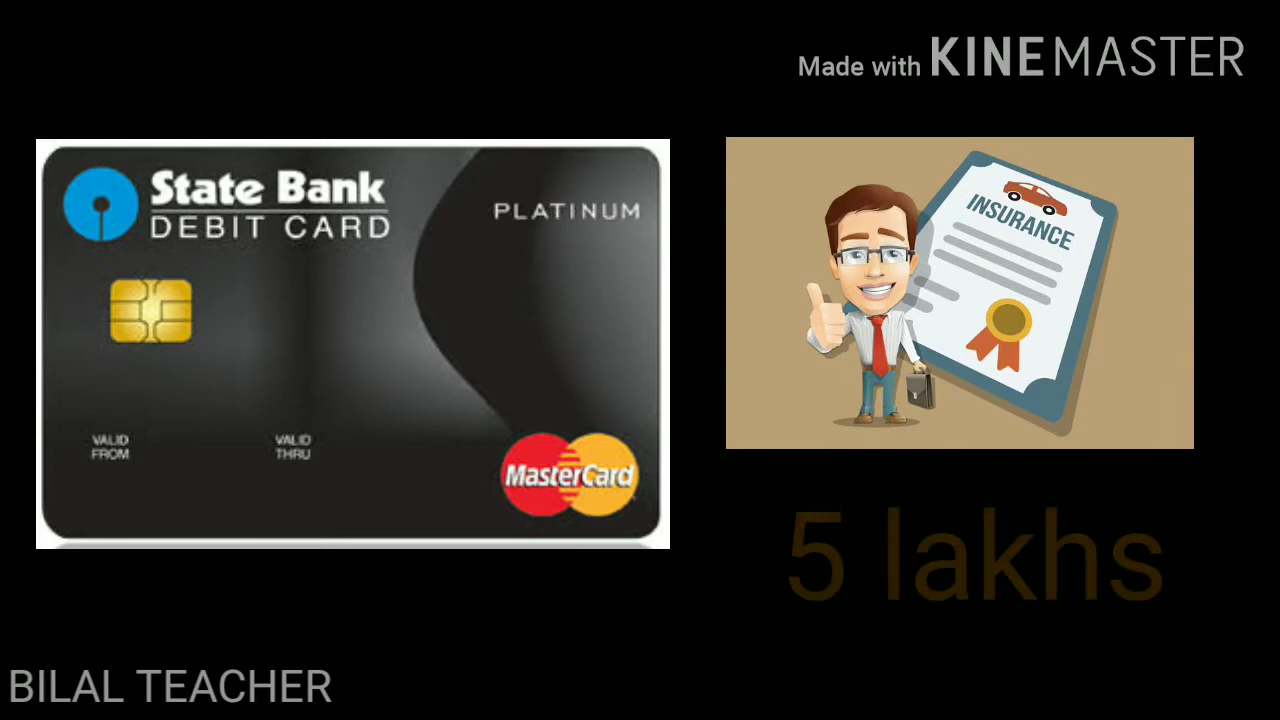 Made with KINEMASTER
State Bank
DEBIT CARD
PLATINUM
VALID
FROM
VALID
THRU
MasterCard
INSURANCE
5 lakhs
BILAL TEACHER